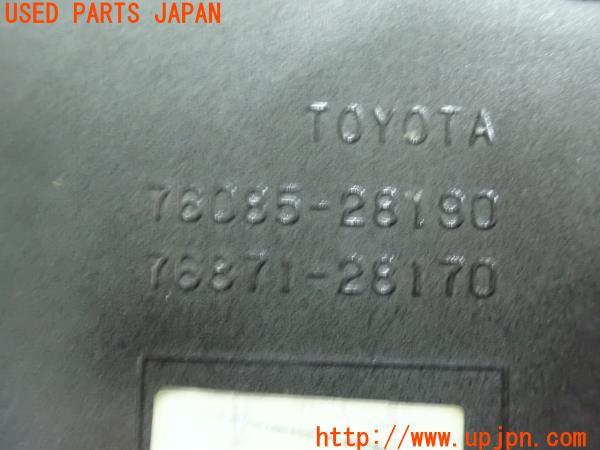 USED PARTS JAPAN
TOYOTA
76085-28190
76871-28170
http://www.upjpn.com